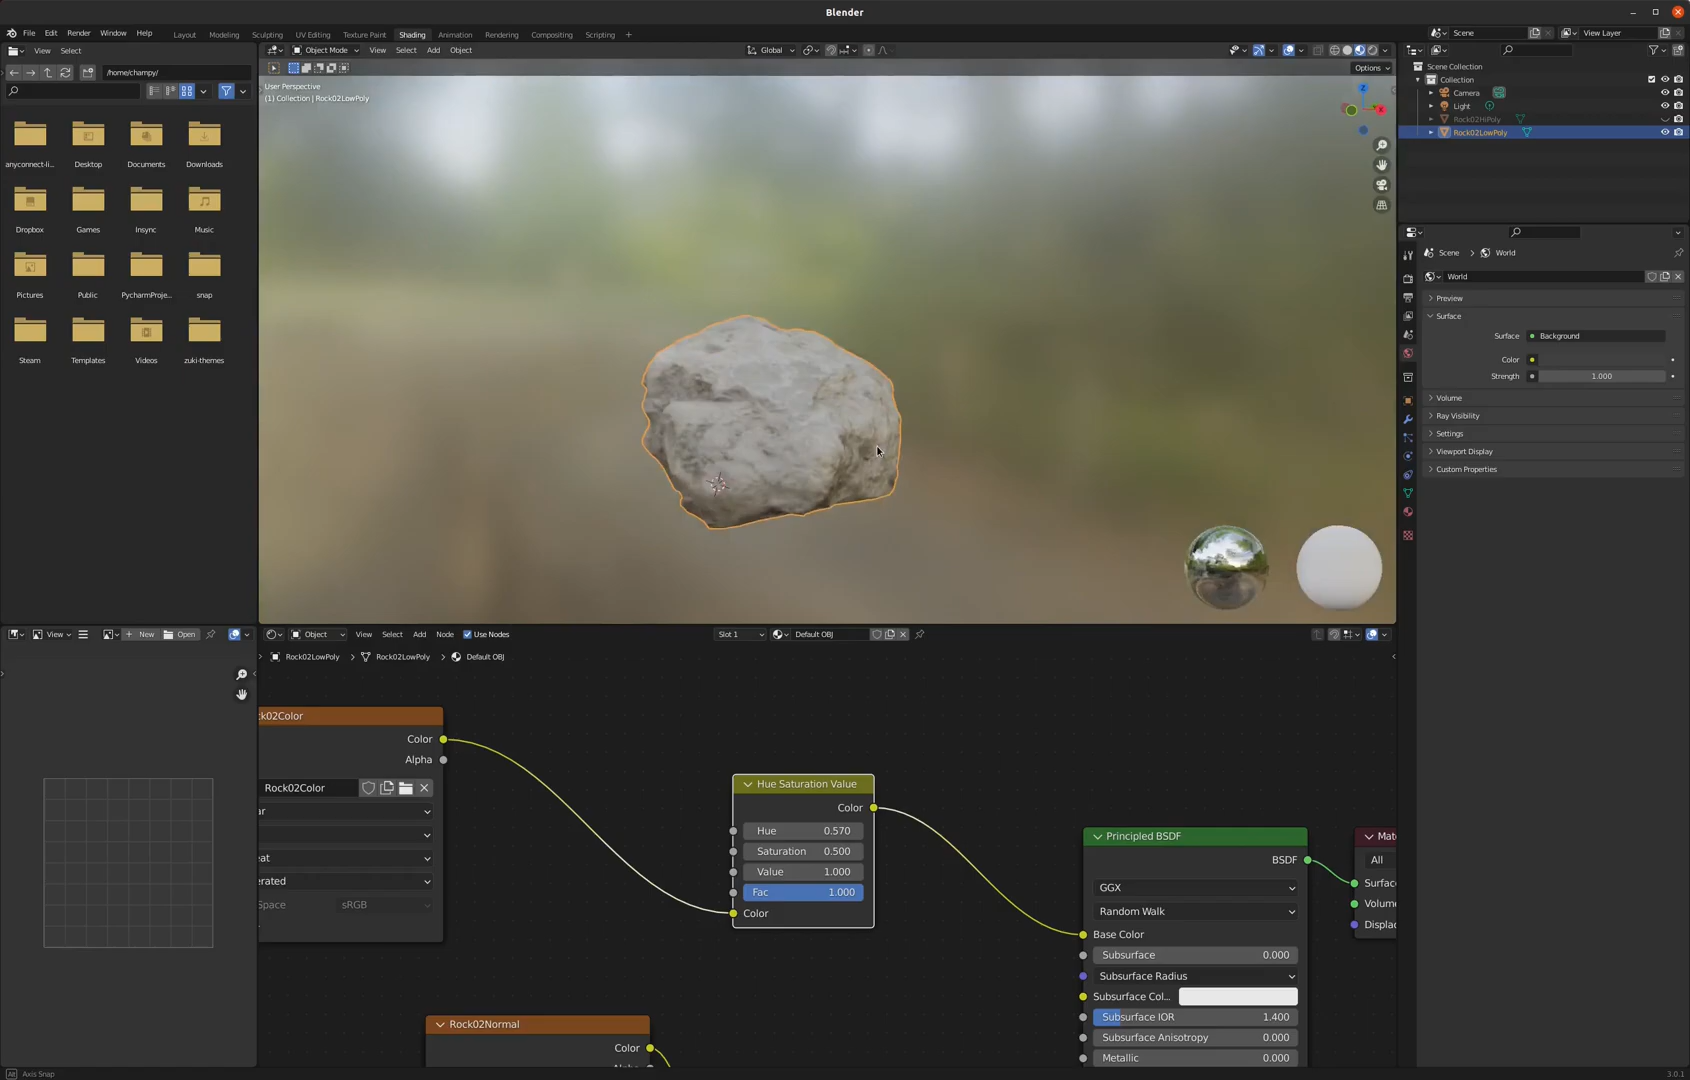 Blender
File Edit Render Window Help
Layout Modeling Sculpting UV Editing Texture Paint Shading Animation Rendering Compositing Scripting +
Scene
View Layer
View Select
/home/champy/
anyconnect-li... Desktop Documents Downloads
Dropbox Games Insync Music
Pictures Public PycharmProje... snap
Steam Templates Videos zuki-themes
Object Mode View Select Add Object
Global
Options
User Perspective
(1) Collection | Rock02LowPoly
Z
X
Scene Collection
Collection
Camera
Light
Rock02HiPoly
Rock02LowPoly
Scene > World
World
Preview
Surface
Surface Background
Color
Strength 1.000
Volume
Ray Visibility
Settings
Viewport Display
Custom Properties
View New Open
Object View Select Add Node Use Nodes
Slot 1 Default OBJ
Rock02LowPoly > Rock02LowPoly > Default OBJ
ck02Color
Color
Alpha
Rock02Color
ar
eat
erated
Space sRGB
Hue Saturation Value
Color
Hue 0.570
Saturation 0.500
Value 1.000
Fac 1.000
Color
Principled BSDF
BSDF
GGX
Random Walk
Base Color
Subsurface 0.000
Subsurface Radius
Subsurface Col...
Subsurface IOR 1.400
Subsurface Anisotropy 0.000
Metallic 0.000
Mate
All
Surface
Volume
Displac
Rock02Normal
Color
Alt Axis Snap
3.0.1